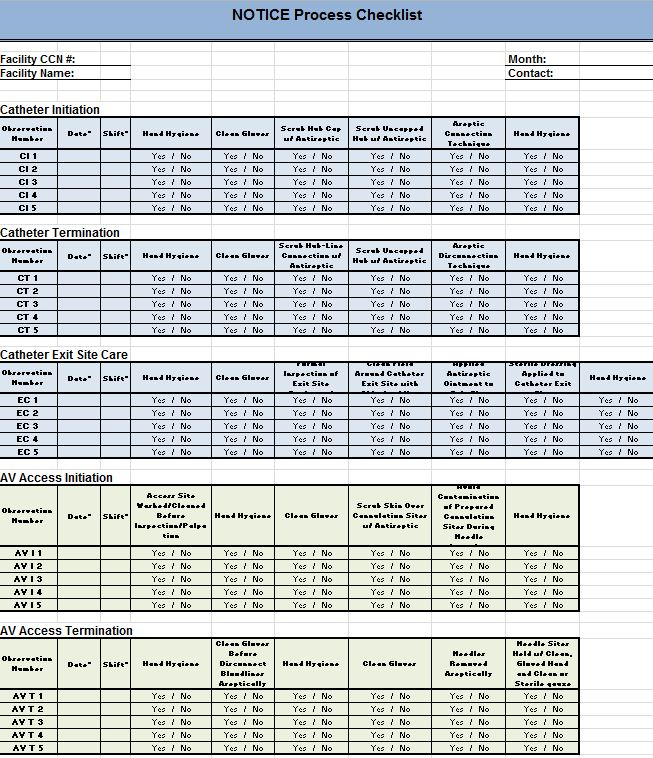 NOTICE Process Checklist
Facility CCN #: Month:
Facility Name: Contact:
Catheter Initiation
Observation Number Date* Shift* Hand Hygiene Clean Gloves Scrub Hub Cap w/ Antiseptic Scrub Uncapped Hub w/ Antiseptic Aseptic Connection Technique Hand Hygiene
CI 1 Yes / No Yes / No Yes / No Yes / No Yes / No Yes / No
CI 2 Yes / No Yes / No Yes / No Yes / No Yes / No Yes / No
CI 3 Yes / No Yes / No Yes / No Yes / No Yes / No Yes / No
CI 4 Yes / No Yes / No Yes / No Yes / No Yes / No Yes / No
CI 5 Yes / No Yes / No Yes / No Yes / No Yes / No Yes / No
Catheter Termination
Observation Number Date* Shift* Hand Hygiene Clean Gloves Scrub Hub-Line Connection w/ Antiseptic Scrub Uncapped Hub w/ Antiseptic Aseptic Disconnection Technique Hand Hygiene
CT 1 Yes / No Yes / No Yes / No Yes / No Yes / No Yes / No
CT 2 Yes / No Yes / No Yes / No Yes / No Yes / No Yes / No
CT 3 Yes / No Yes / No Yes / No Yes / No Yes / No Yes / No
CT 4 Yes / No Yes / No Yes / No Yes / No Yes / No Yes / No
CT 5 Yes / No Yes / No Yes / No Yes / No Yes / No Yes / No
Catheter Exit Site Care
Observation Number Date* Shift* Hand Hygiene Clean Gloves Inspection of Exit Site Around Catheter Exit Site with Antiseptic Ointment to Sterile Dressing Applied to Catheter Exit Hand Hygiene
EC 1 Yes / No Yes / No Yes / No Yes / No Yes / No Yes / No Yes / No
EC 2 Yes / No Yes / No Yes / No Yes / No Yes / No Yes / No Yes / No
EC 3 Yes / No Yes / No Yes / No Yes / No Yes / No Yes / No Yes / No
EC 4 Yes / No Yes / No Yes / No Yes / No Yes / No Yes / No Yes / No
EC 5 Yes / No Yes / No Yes / No Yes / No Yes / No Yes / No Yes / No
AV Access Initiation
Observation Number Date* Shift* Access Site Washed/Cleaned Before Inspection/Palpation Hand Hygiene Clean Gloves Scrub Skin Over Cannulation Sites w/ Antiseptic Avoid Contamination of Prepared Cannulation Sites During Needle Hand Hygiene
AV I 1 Yes / No Yes / No Yes / No Yes / No Yes / No Yes / No
AV I 2 Yes / No Yes / No Yes / No Yes / No Yes / No Yes / No
AV I 3 Yes / No Yes / No Yes / No Yes / No Yes / No Yes / No
AV I 4 Yes / No Yes / No Yes / No Yes / No Yes / No Yes / No
AV I 5 Yes / No Yes / No Yes / No Yes / No Yes / No Yes / No
AV Access Termination
Observation Number Date* Shift* Hand Hygiene Clean Gloves Before Disconnect Bloodlines Aseptically Hand Hygiene Clean Gloves Needles Removed Aseptically Needle Sites Held w/ Clean, Gloved Hand and Clean or Sterile gauze
AV T 1 Yes / No Yes / No Yes / No Yes / No Yes / No Yes / No
AV T 2 Yes / No Yes / No Yes / No Yes / No Yes / No Yes / No
AV T 3 Yes / No Yes / No Yes / No Yes / No Yes / No Yes / No
AV T 4 Yes / No Yes / No Yes / No Yes / No Yes / No Yes / No
AV T 5 Yes / No Yes / No Yes / No Yes / No Yes / No Yes / No